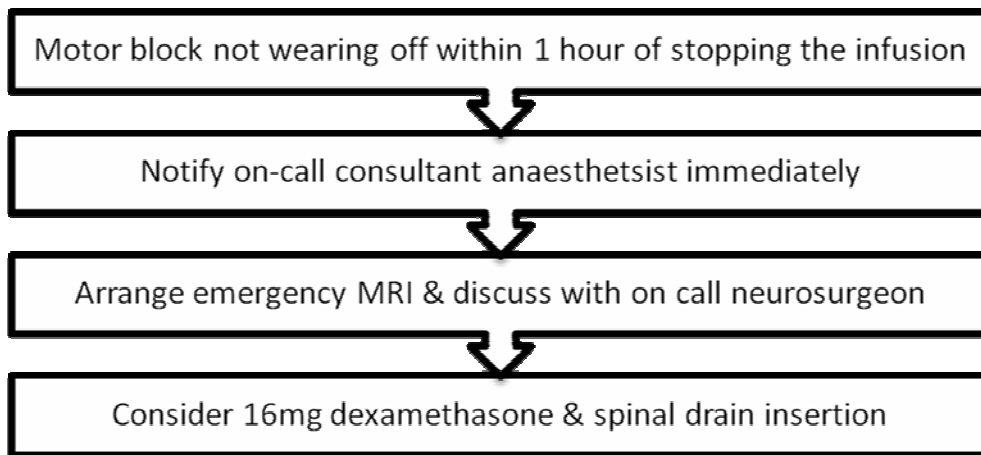 Motor block not wearing off within 1 hour of stopping the infusion
Notify on-call consultant anaesthetsist immediately
Arrange emergency MRI & discuss with on call neurosurgeon
Consider 16mg dexamethasone & spinal drain insertion